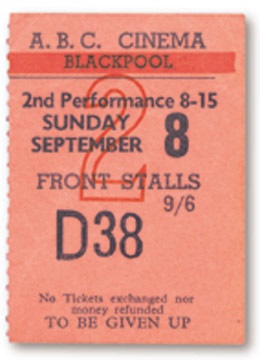 A. B. C. CINEMA
BLACKPOOL
2
2nd Performance 8-15
SUNDAY
SEPTEMBER 8
FRONT STALLS
9/6
D38
No Tickets exchanged nor
money refunded
TO BE GIVEN UP